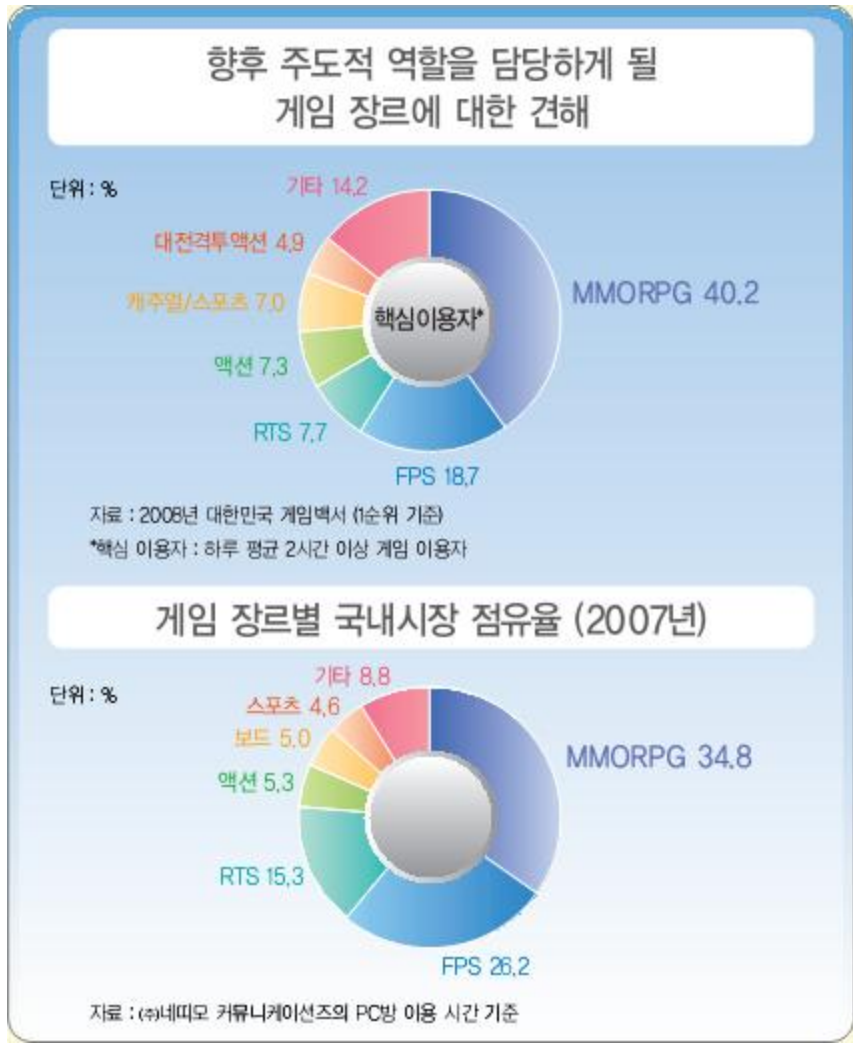 향후 주도적 역할을 담당하게 될
게임 장르에 대한 견해
단위 : %
기타 14.2
대전격투액션 4.9
캐주얼/스포츠 7.0
액션 7.3
RTS 7.7
FPS 18.7
MMORPG 40.2
핵심이용자*
자료 : 2008년 대한민국 게임백서 (1순위 기준)
*핵심 이용자 : 하루 평균 2시간 이상 게임 이용자
게임 장르별 국내시장 점유율 (2007년)
단위 : %
기타 8.8
스포츠 4.6
보드 5.0
액션 5.3
RTS 15.3
FPS 26.2
MMORPG 34.8
자료 : ㈜네띠모 커뮤니케이션즈의 PC방 이용 시간 기준